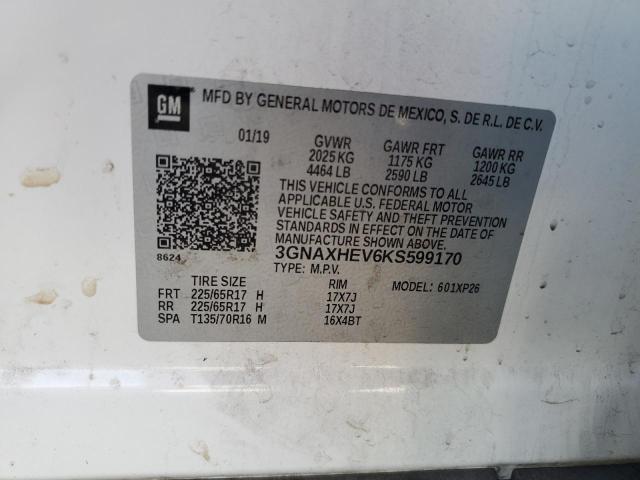 GM MFD BY GENERAL MOTORS DE MEXICO, S. DE R.L. DE C.V.
01/19 GVWR GAWR FRT GAWR RR
2025 KG 1175 KG 1200 KG
4464 LB 2590 LB 2645 LB
THIS VEHICLE CONFORMS TO ALL
APPLICABLE U.S. FEDERAL MOTOR
VEHICLE SAFETY AND THEFT PREVENTION
STANDARDS IN EFFECT ON THE DATE OF
MANUFACTURE SHOWN ABOVE.
8624 3GNAXHEV6KS599170
TYPE: M.P.V. MODEL: 601XP26
TIRE SIZE RIM
FRT 225/65R17 H 17X7J
RR 225/65R17 H 17X7J
SPA T135/70R16 M 16X4BT